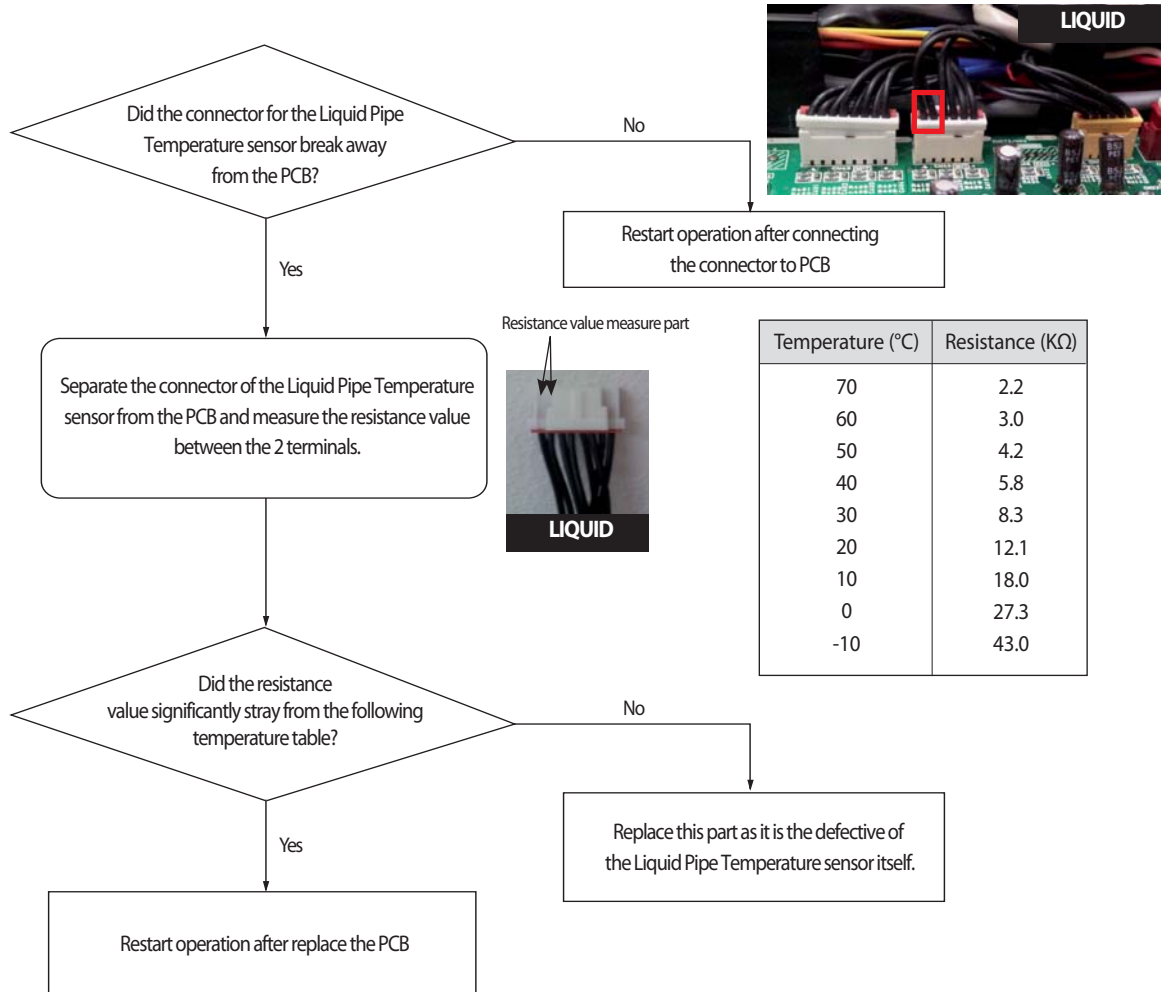 LIQUID
Did the connector for the Liquid Pipe
Temperature sensor break away
from the PCB?
No
Restart operation after connecting
the connector to PCB
Yes
Resistance value measure part
Separate the connector of the Liquid Pipe Temperature
sensor from the PCB and measure the resistance value
between the 2 terminals.
LIQUID
Temperature (°C) Resistance (KΩ)
70 2.2
60 3.0
50 4.2
40 5.8
30 8.3
20 12.1
10 18.0
0 27.3
-10 43.0
Did the resistance
value significantly stray from the following
temperature table?
No
Replace this part as it is the defective of
the Liquid Pipe Temperature sensor itself.
Yes
Restart operation after replace the PCB